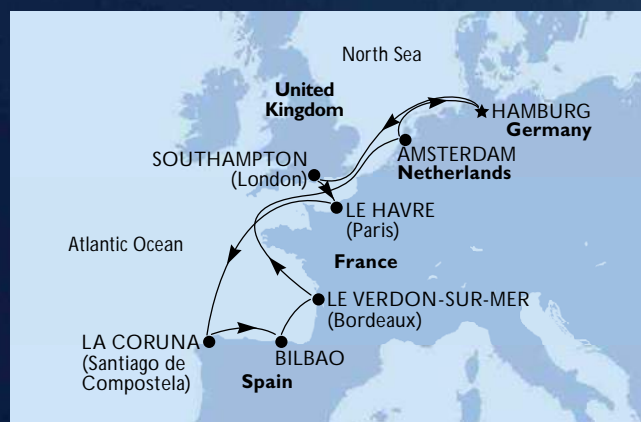 North Sea
United
Kingdom
HAMBURG
Germany
SOUTHAMPTON
(London)
AMSTERDAM
Netherlands
LE HAVRE
(Paris)
Atlantic Ocean
France
LE VERDON-SUR-MER
(Bordeaux)
LA CORUNA
(Santiago de
Compostela)
BILBAO
Spain